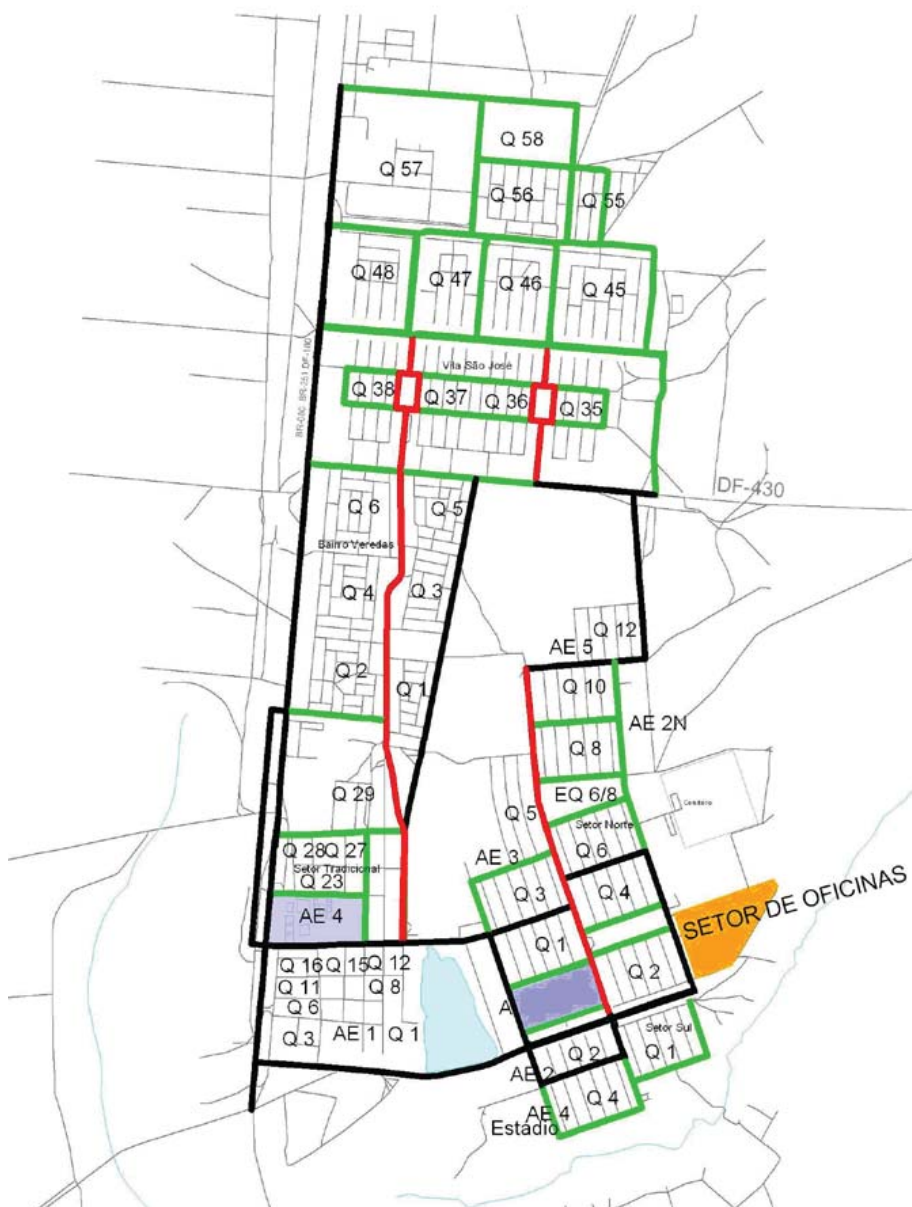 Q 58
Q 57
Q 56
Q 55
Q 48
Q 47
Q 46
Q 45
Vila São José
Q 38
Q 37
Q 36
Q 35
DF-430
Q 6
Q 5
Bairro Veredas
Q 4
Q 3
Q 12
AE 5
Q 2
Q 1
Q 10
AE 2N
Q 8
EQ 6/8
Q 29
Q 5
Setor Norte
Q 28
Q 27
Q 6
Setor Tradicional
AE 3
Q 23
Q 3
Q 4
SETOR DE OFICINAS
AE 4
Q 1
Q 16
Q 15
Q 12
Q 11
Q 8
Q 2
Q 6
A
Q 3
AE 1
Q 1
Setor Sul
Q 2
Q 1
AE 2
AE 4
Q 4
Estádio